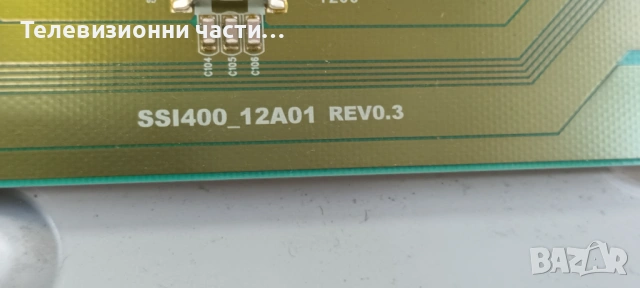 Телевизионни части
C104
C105
C106
SSI400_12A01 REV0.3
BAZAR